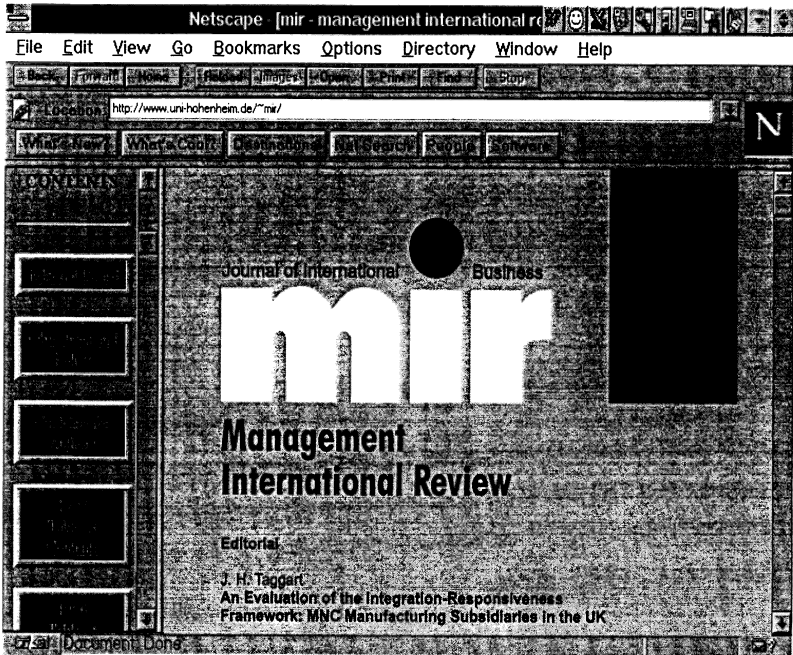 Netscape - [mir - management international re
File Edit View Go Bookmarks Options Directory Window Help
Back Forward Home Reload Images Open Print Find Stop
Location: http://www.uni-hohenheim.de/~mir/
N
What's New? What's Cool? Destinations Net Search People Software
CONTENTS
Journal of International Business
mir
Management
International Review
Editorial
J. H. Taggart
An Evaluation of the Integration-Responsiveness
Framework: MNC Manufacturing Subsidiaries in the UK
Document: Done